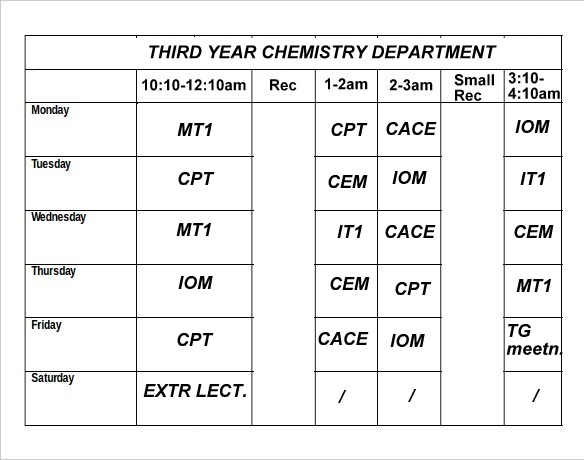 THIRD YEAR CHEMISTRY DEPARTMENT
10:10-12:10am Rec 1-2am 2-3am Small Rec 3:10-4:10am
Monday MT1 CPT CACE IOM
Tuesday CPT CEM IOM IT1
Wednesday MT1 IT1 CACE CEM
Thursday IOM CEM CPT MT1
Friday CPT CACE IOM TG meetn.
Saturday EXTR LECT. / / /